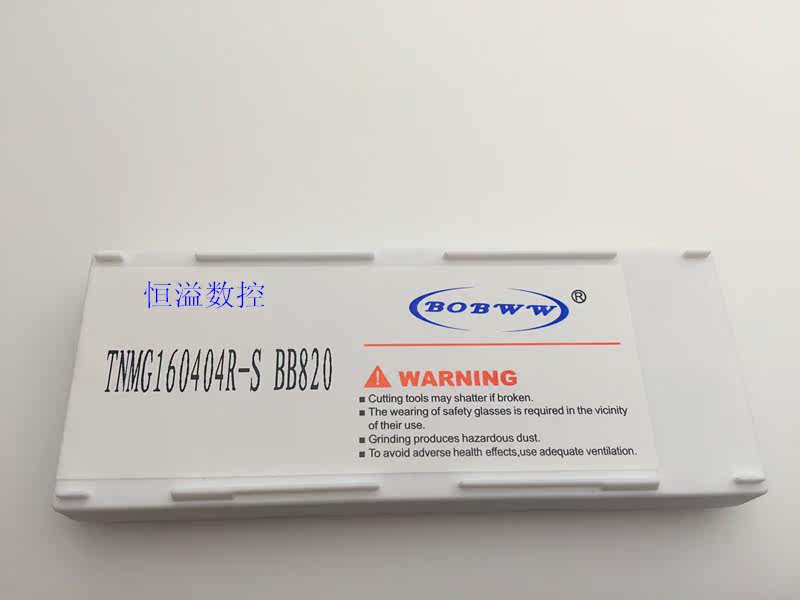 恒溢数控
BOBWW®
TNMG160404R-S BB820
WARNING
■ Cutting tools may shatter if broken.
■ The wearing of safety glasses is required in the vicinity
of their use.
■ Grinding produces hazardous dust.
■ To avoid adverse health effects,use adequate ventilation.